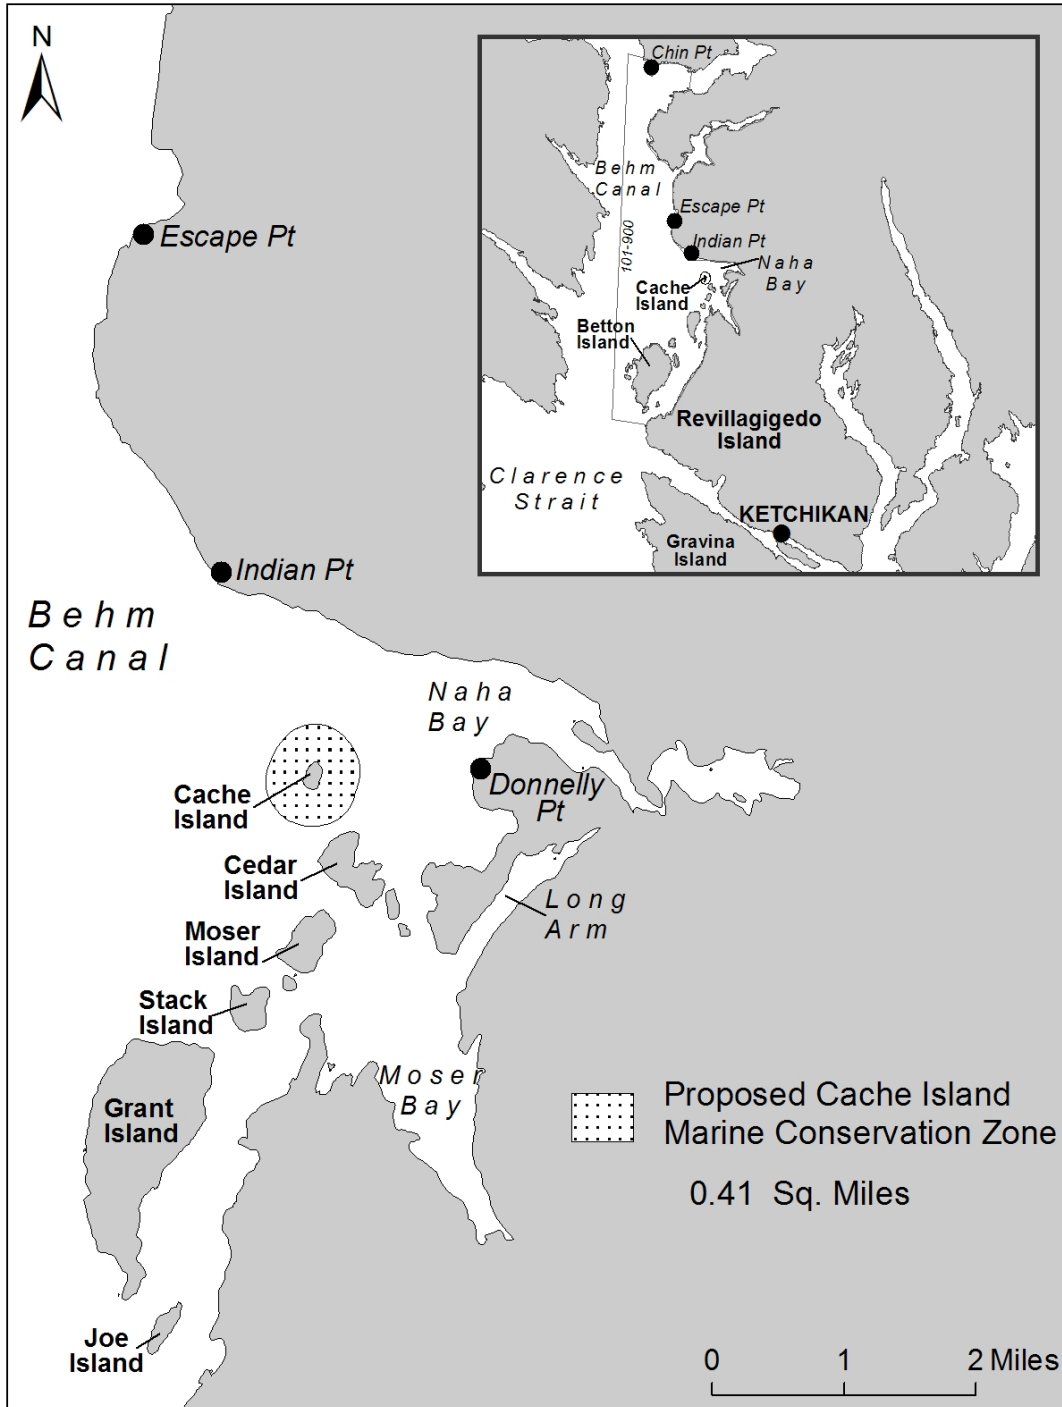 N
Chin Pt
Behm
Canal
Escape Pt
101-900
Indian Pt
Naha
Bay
Cache
Island
Betton
Island
Revillagigedo
Island
Clarence
Strait
KETCHIKAN
Gravina
Island
Escape Pt
Indian Pt
Behm
Canal
Naha
Bay
Donnelly
Pt
Cache
Island
Cedar
Island
Long
Arm
Moser
Island
Stack
Island
Moser
Bay
Grant
Island
Proposed Cache Island
Marine Conservation Zone
0.41 Sq. Miles
Joe
Island
0 1 2 Miles